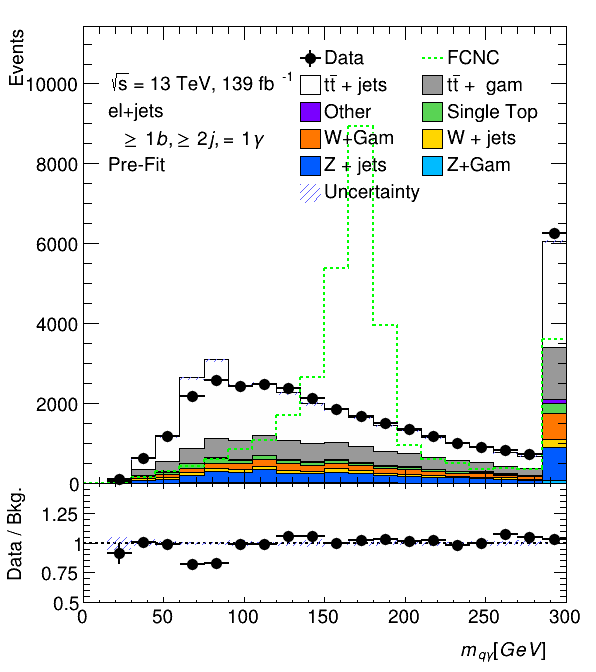 Events
10000
8000
6000
4000
2000
0
√s = 13 TeV, 139 fb -1
el+jets
≥ 1b, ≥ 2j, = 1γ
Pre-Fit
Data
FCNC
tt̄ + jets
tt̄ + gam
Other
Single Top
W+Gam
W + jets
Z + jets
Z+Gam
Uncertainty
Data / Bkg.
1.25
1
0.75
0.5
0 50 100 150 200 250 300
m_qγ[GeV]